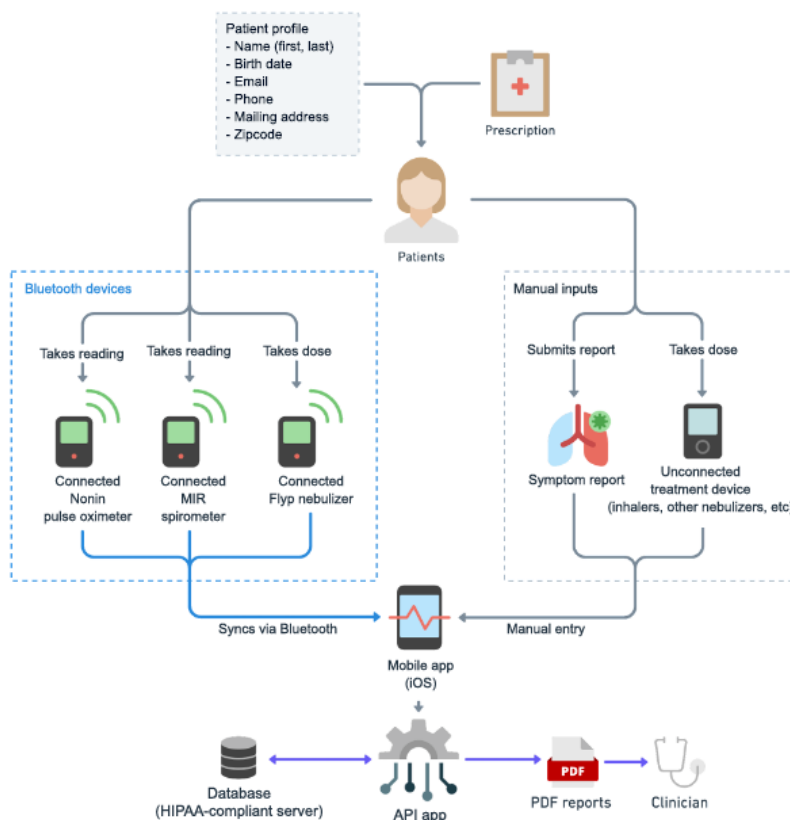 Patient profile
- Name (first, last)
- Birth date
- Email
- Phone
- Mailing address
- Zipcode
Prescription
Patients
Bluetooth devices
Takes reading
Takes reading
Takes dose
Connected
Nonin
pulse oximeter
Connected
MIR
spirometer
Connected
Flyp nebulizer
Manual inputs
Submits report
Takes dose
Symptom report
Unconnected
treatment device
(inhalers, other nebulizers, etc)
Syncs via Bluetooth
Manual entry
Mobile app
(iOS)
Database
(HIPAA-compliant server)
API app
PDF
PDF reports
Clinician